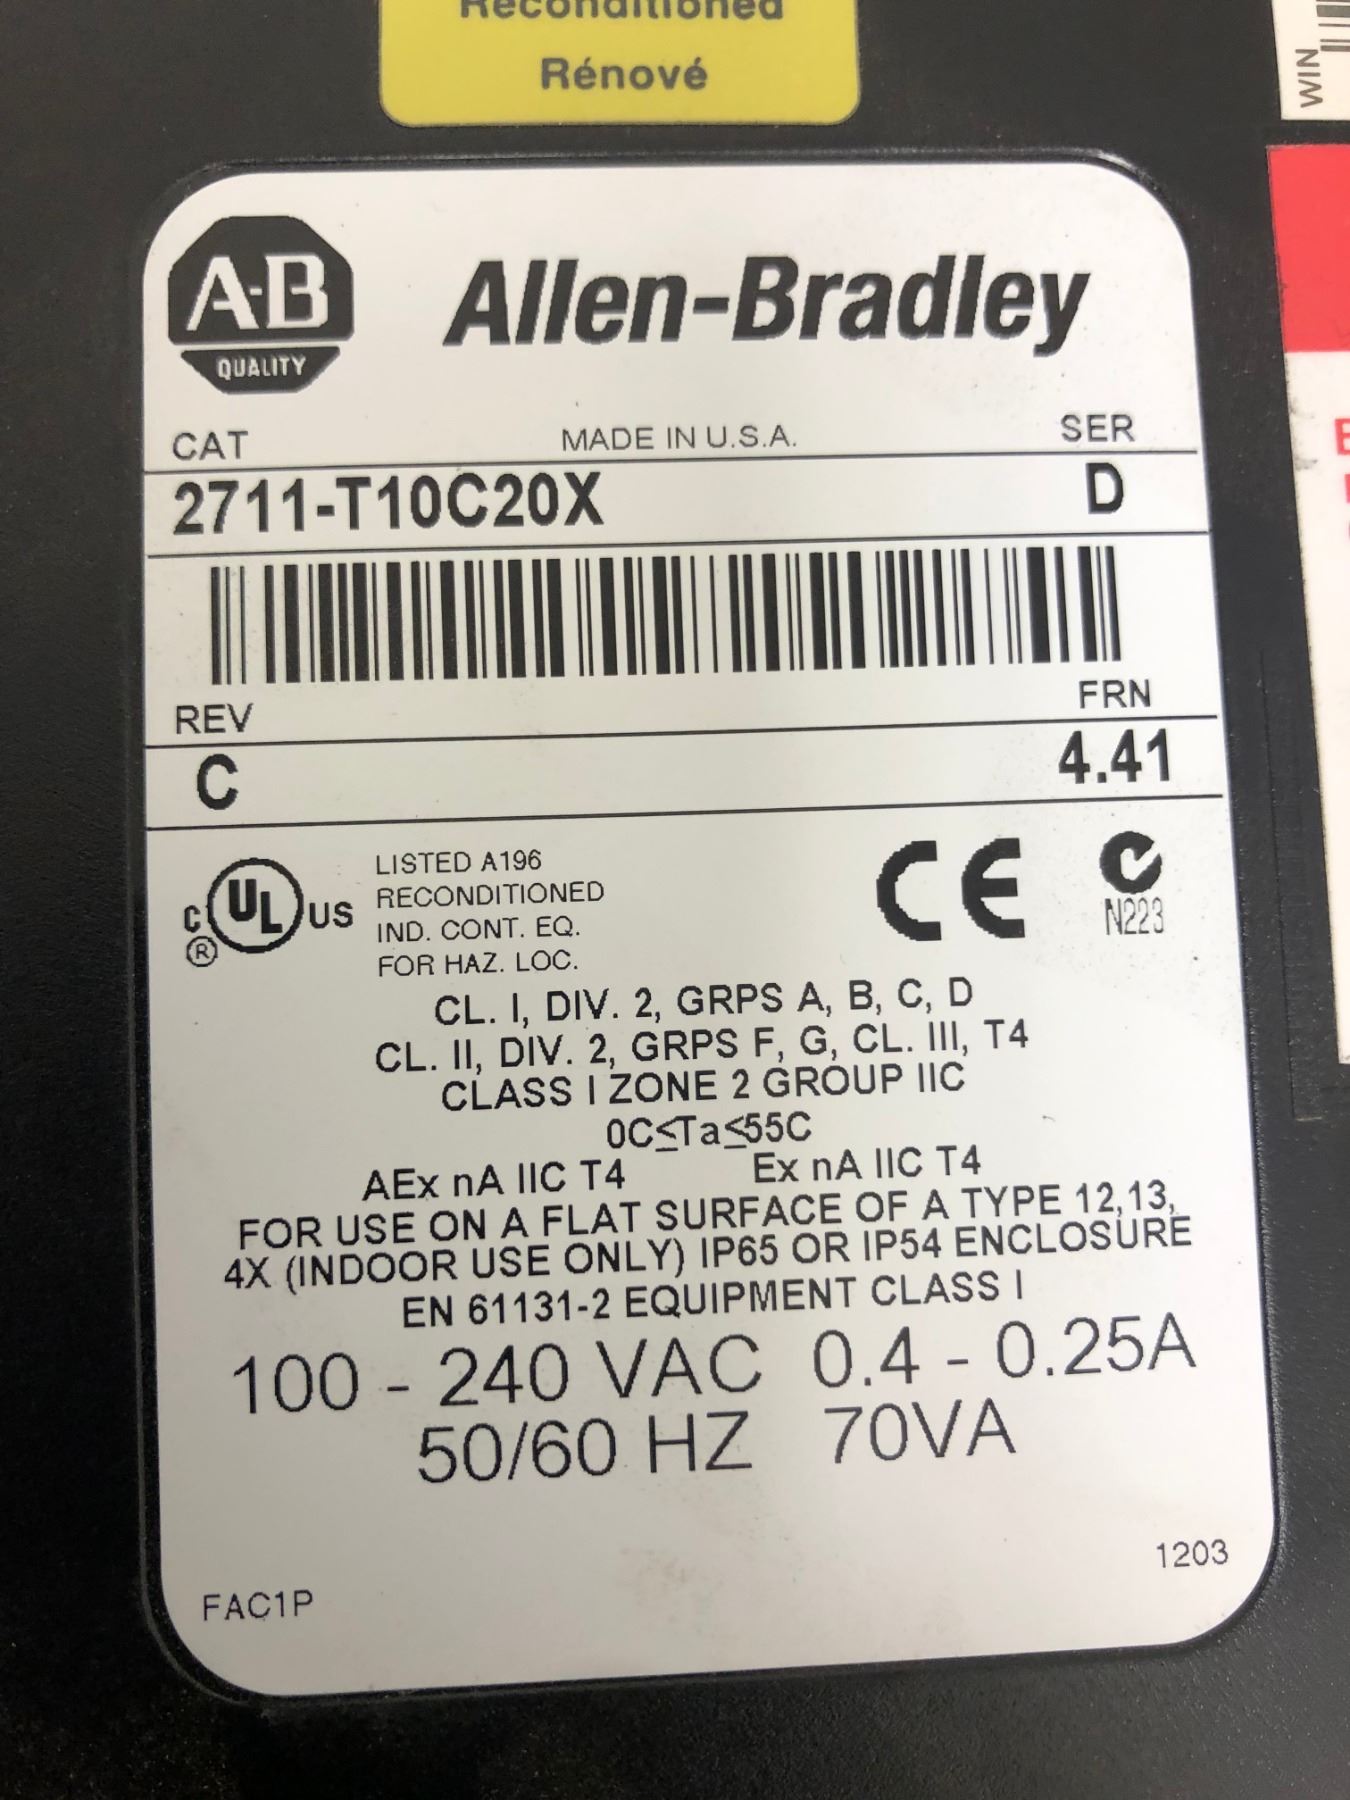 Reconditioned
Rénové
WIN
A-B
QUALITY
Allen-Bradley
CAT MADE IN U.S.A. SER
2711-T10C20X D
REV FRN
C 4.41
C UL US
®
LISTED A196
RECONDITIONED
IND. CONT. EQ.
FOR HAZ. LOC.
CE
N223
CL. I, DIV. 2, GRPS A, B, C, D
CL. II, DIV. 2, GRPS F, G, CL. III, T4
CLASS I ZONE 2 GROUP IIC
0C≤Ta≤55C
AEx nA IIC T4 Ex nA IIC T4
FOR USE ON A FLAT SURFACE OF A TYPE 12,13,
4X (INDOOR USE ONLY) IP65 OR IP54 ENCLOSURE
EN 61131-2 EQUIPMENT CLASS I
100 - 240 VAC 0.4 - 0.25A
50/60 HZ 70VA
FAC1P 1203